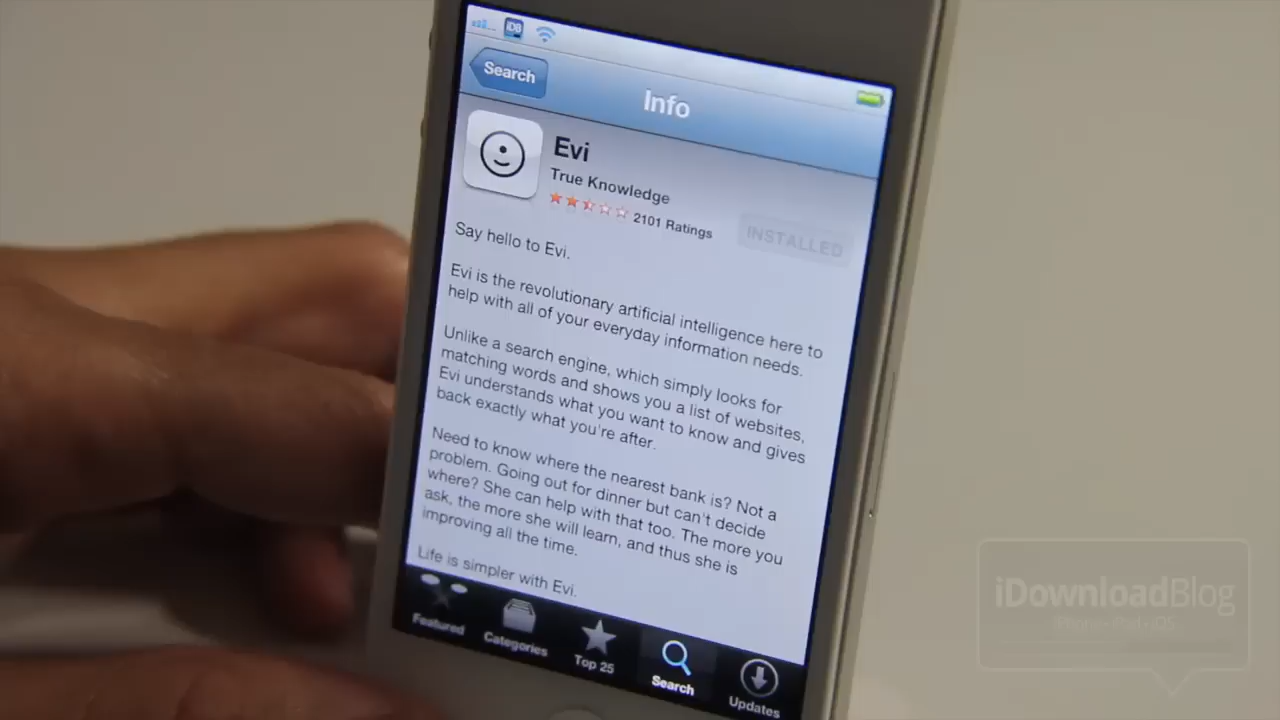 iDB
Search
Info
Evi
True Knowledge
2101 Ratings
INSTALLED
Say hello to Evi.
Evi is the revolutionary artificial intelligence here to
help with all of your everyday information needs.
Unlike a search engine, which simply looks for
matching words and shows you a list of websites,
Evi understands what you want to know and gives
back exactly what you're after.
Need to know where the nearest bank is? Not a
problem. Going out for dinner but can't decide
where? She can help with that too. The more you
ask, the more she will learn, and thus she is
improving all the time.
Life is simpler with Evi.
Featured
Categories
Top 25
Search
Updates
iDownloadBlog
iPhone • iPad • iOS